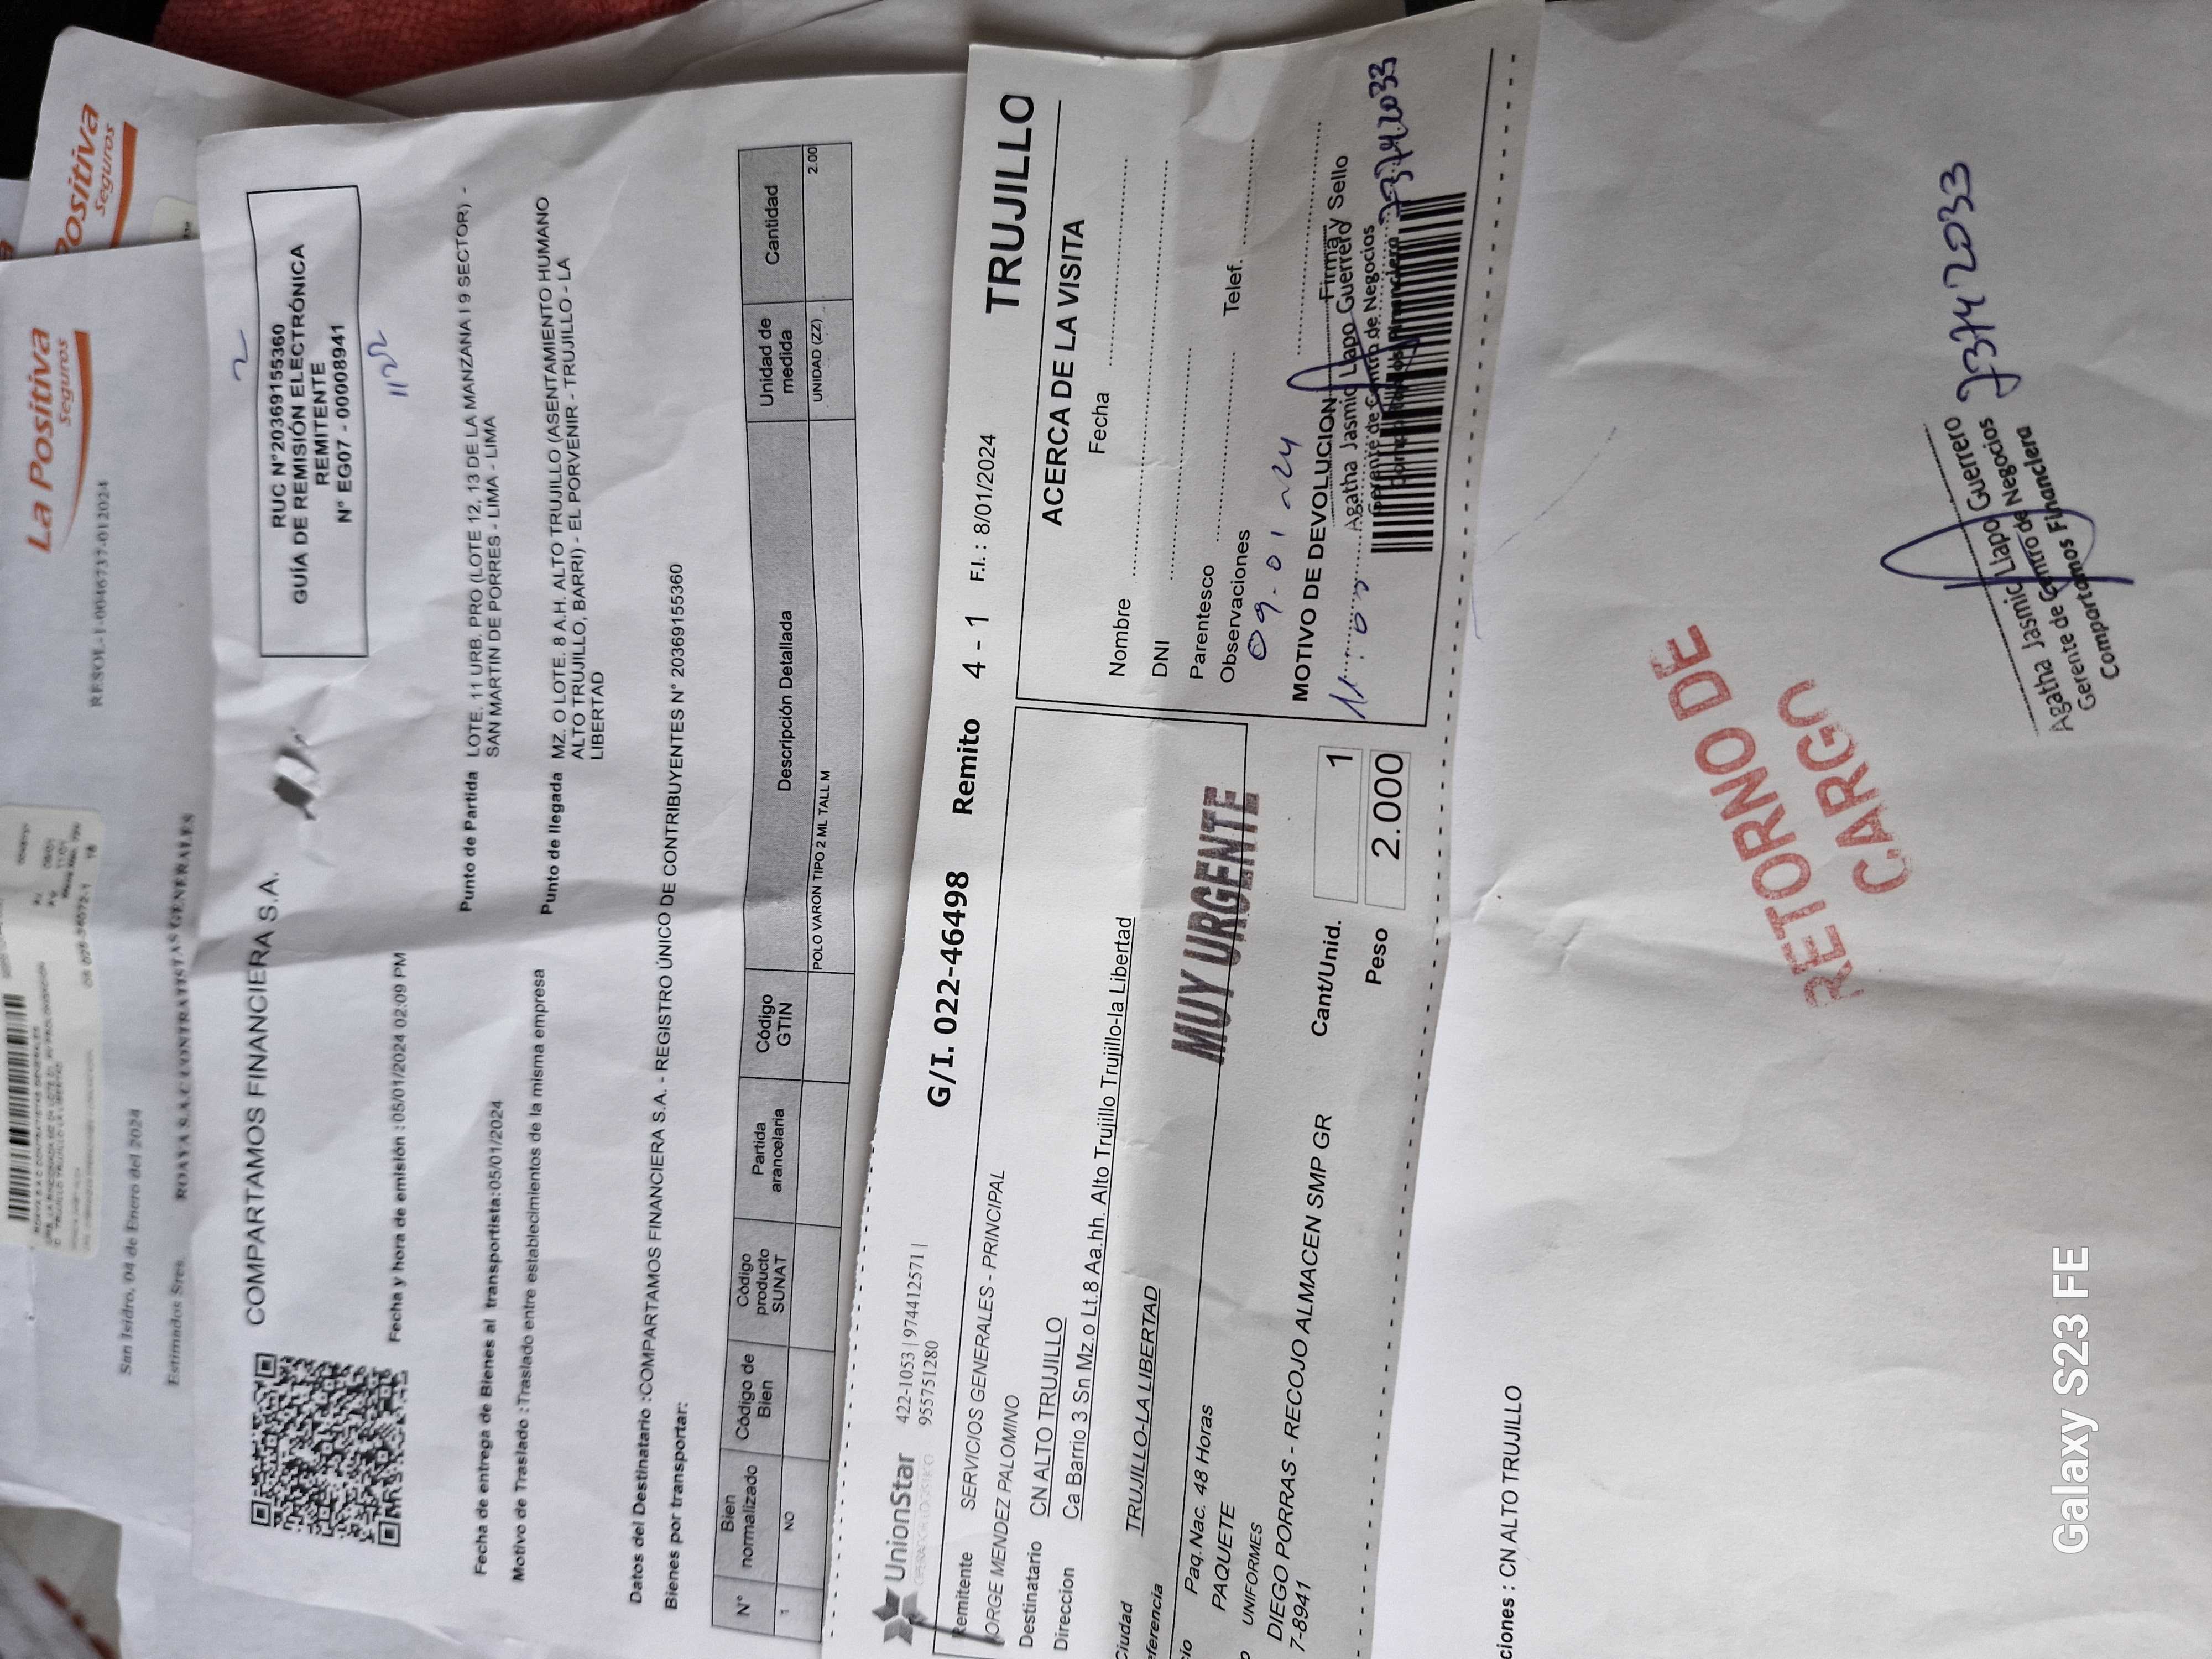 La Positiva
Seguros
La Positiva
Seguros
RESOL-1-0046737-012024
San Isidro, 04 de Enero del 2024
Estimados Sres. ROAYA S.A.C CONTRATISTAS GENERALES
2
COMPARTAMOS FINANCIERA S.A.
RUC N°20369155360
GUÍA DE REMISIÓN ELECTRÓNICA
REMITENTE
N° EG07 - 00008941
1122
Fecha y hora de emisión :05/01/2024 02:09 PM
Fecha de entrega de Bienes al transportista:05/01/2024
Motivo de Traslado :Traslado entre establecimientos de la misma empresa
Punto de Partida LOTE. 11 URB. PRO (LOTE 12, 13 DE LA MANZANA I 9 SECTOR) -
SAN MARTIN DE PORRES - LIMA - LIMA
Punto de llegada MZ. O LOTE. 8 A.H. ALTO TRUJILLO (ASENTAMIENTO HUMANO
ALTO TRUJILLO, BARRI) - EL PORVENIR - TRUJILLO - LA
LIBERTAD
Datos del Destinatario :COMPARTAMOS FINANCIERA S.A. - REGISTRO ÚNICO DE CONTRIBUYENTES N° 20369155360
Bienes por transportar:
N° Bien normalizado Código de Bien Código producto SUNAT Partida arancelaria Código GTIN Descripción Detallada Unidad de medida Cantidad
1 NO POLO VARON TIPO 2 ML TALL M UNIDAD (ZZ) 2.00
UnionStar 422-1053 | 974412571 |
955751280
G/I. 022-46498 Remito 4 - 1 F.I. : 8/01/2024 TRUJILLO
Remitente SERVICIOS GENERALES - PRINCIPAL
JORGE MENDEZ PALOMINO
Destinatario CN ALTO TRUJILLO
Direccion Ca Barrio 3 Sn Mz.o Lt.8 Aa.hh. Alto Trujillo Trujillo-la Libertad
Ciudad TRUJILLO-LA LIBERTAD
ferencia
Paq.Nac. 48 Horas
PAQUETE
UNIFORMES
DIEGO PORRAS - RECOJO ALMACEN SMP GR
7-8941
MUY URGENTE
Cant/Unid. 1
Peso 2.000
ACERCA DE LA VISITA
Fecha
Nombre
DNI
Parentesco Telef.
Observaciones
09.01.24
MOTIVO DE DEVOLUCION Firma y Sello
Agatha Jasmic Llapo Guerrero
Gerente de Centro de Negocios
73742033
RETORNO DE
CARGO
Agatha Jasmic Llapo Guerrero
Gerente de Centro de Negocios
Compartamos Financiera
73742033
ciones : CN ALTO TRUJILLO
Galaxy S23 FE